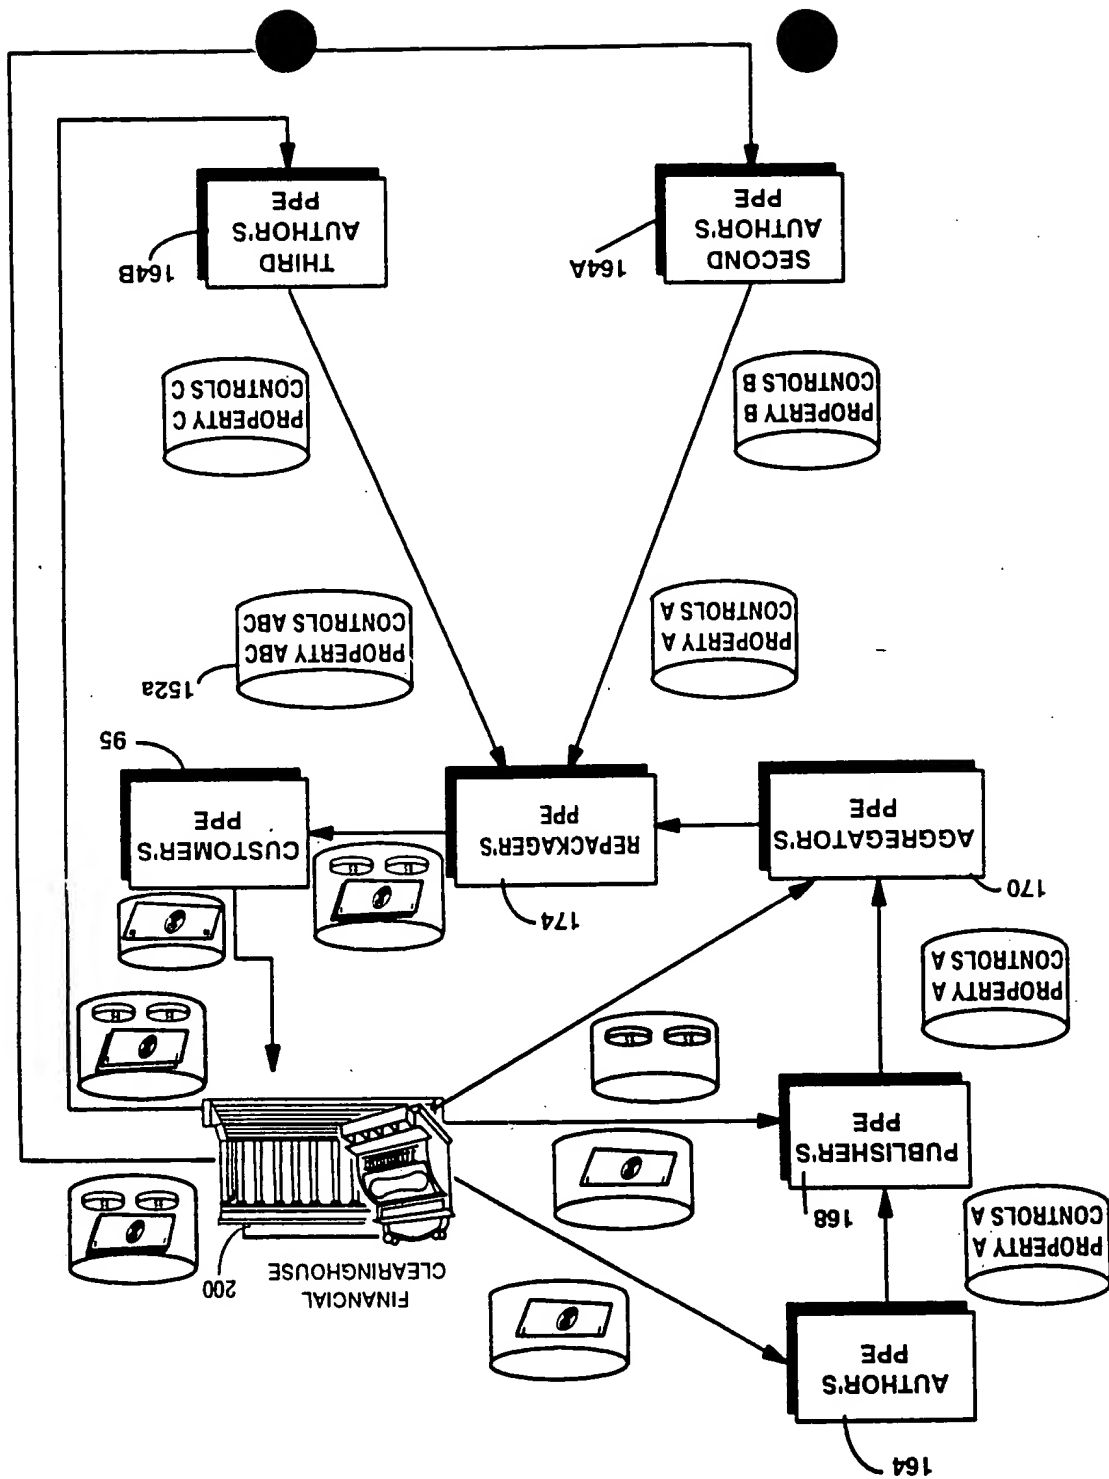 164
AUTHOR'S
PPE
PROPERTY A
CONTROLS A
FINANCIAL
CLEARINGHOUSE
200
168
PUBLISHER'S
PPE
PROPERTY A
CONTROLS A
170
AGGREGATOR'S
PPE
174
REPACKAGER'S
PPE
CUSTOMER'S
PPE
95
PROPERTY A
CONTROLS A
PROPERTY ABC
CONTROLS ABC
152a
PROPERTY B
CONTROLS B
PROPERTY C
CONTROLS C
SECOND
AUTHOR'S
PPE
164A
THIRD
AUTHOR'S
PPE
164B